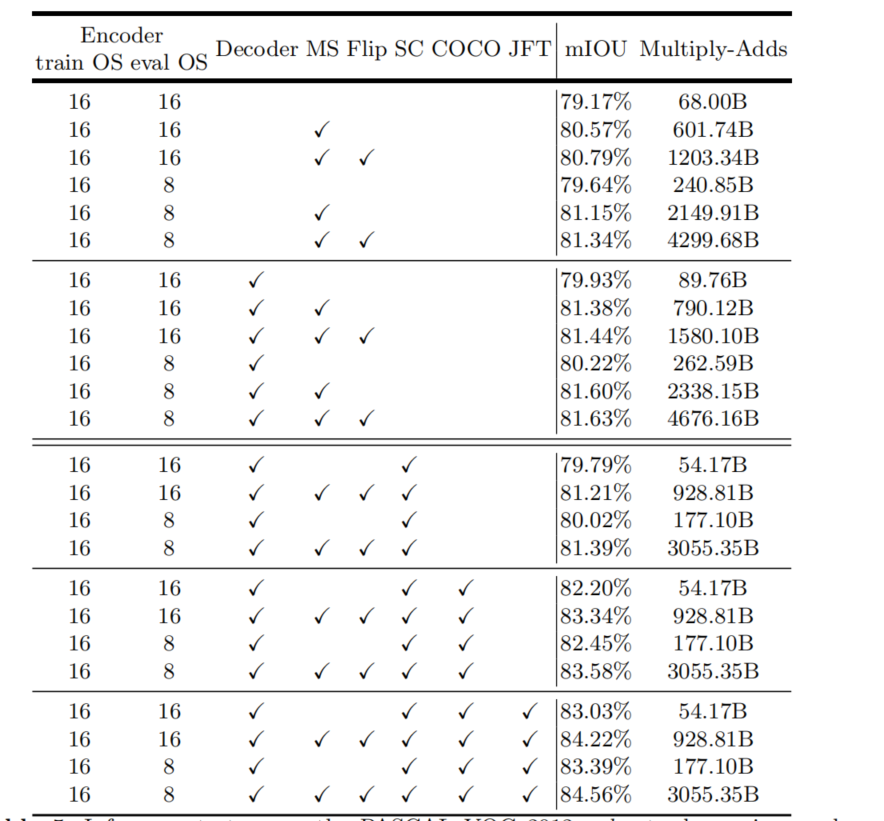 Encoder
train OS eval OS Decoder MS Flip SC COCO JFT mIOU Multiply-Adds
16 16 79.17% 68.00B
16 16 ✓ 80.57% 601.74B
16 16 ✓ ✓ 80.79% 1203.34B
16 8 79.64% 240.85B
16 8 ✓ 81.15% 2149.91B
16 8 ✓ ✓ 81.34% 4299.68B
16 16 ✓ 79.93% 89.76B
16 16 ✓ ✓ 81.38% 790.12B
16 16 ✓ ✓ ✓ 81.44% 1580.10B
16 8 ✓ 80.22% 262.59B
16 8 ✓ ✓ 81.60% 2338.15B
16 8 ✓ ✓ ✓ 81.63% 4676.16B
16 16 ✓ ✓ 79.79% 54.17B
16 16 ✓ ✓ ✓ ✓ 81.21% 928.81B
16 8 ✓ ✓ 80.02% 177.10B
16 8 ✓ ✓ ✓ ✓ 81.39% 3055.35B
16 16 ✓ ✓ ✓ 82.20% 54.17B
16 16 ✓ ✓ ✓ ✓ ✓ 83.34% 928.81B
16 8 ✓ ✓ ✓ 82.45% 177.10B
16 8 ✓ ✓ ✓ ✓ ✓ 83.58% 3055.35B
16 16 ✓ ✓ ✓ ✓ 83.03% 54.17B
16 16 ✓ ✓ ✓ ✓ ✓ ✓ 84.22% 928.81B
16 8 ✓ ✓ ✓ ✓ 83.39% 177.10B
16 8 ✓ ✓ ✓ ✓ ✓ ✓ 84.56% 3055.35B